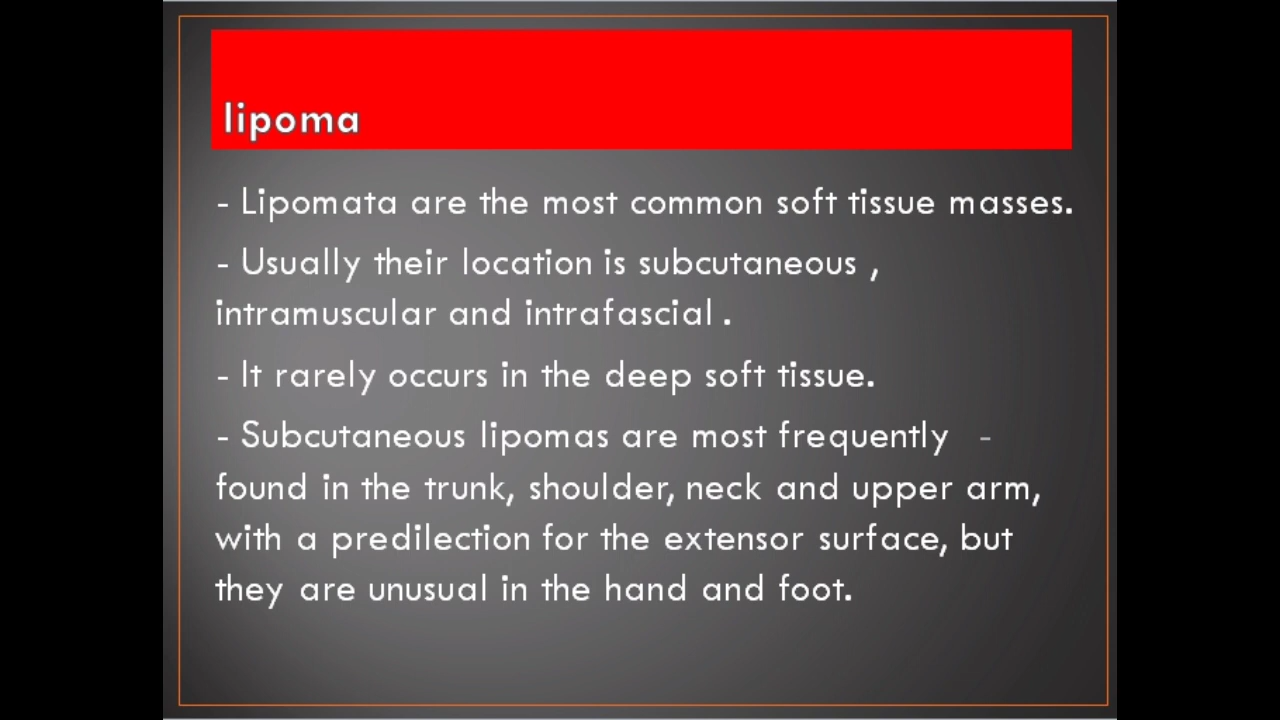 lipoma
- Lipomata are the most common soft tissue masses.
- Usually their location is subcutaneous ,
intramuscular and intrafascial .
- It rarely occurs in the deep soft tissue.
- Subcutaneous lipomas are most frequently -
found in the trunk, shoulder, neck and upper arm,
with a predilection for the extensor surface, but
they are unusual in the hand and foot.